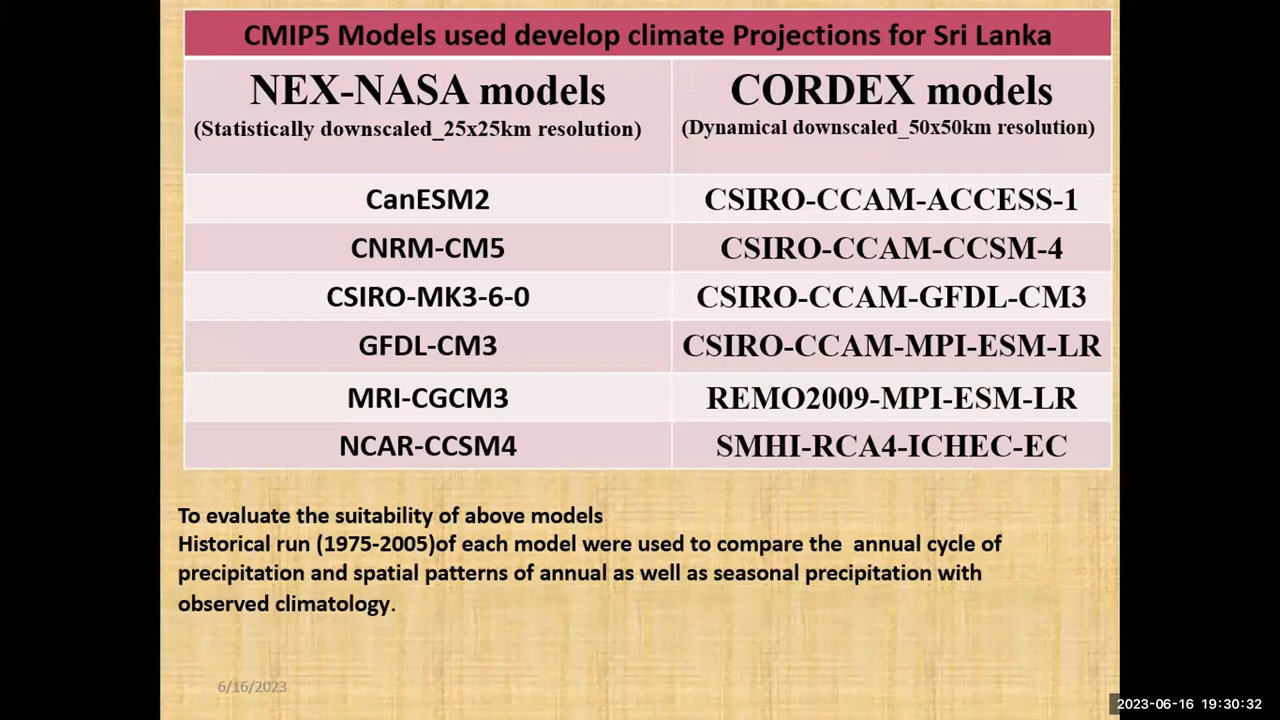 CMIP5 Models used develop climate Projections for Sri Lanka
NEX-NASA models
(Statistically downscaled_25x25km resolution)
CORDEX models
(Dynamical downscaled_50x50km resolution)
CanESM2
CSIRO-CCAM-ACCESS-1
CNRM-CM5
CSIRO-CCAM-CCSM-4
CSIRO-MK3-6-0
CSIRO-CCAM-GFDL-CM3
GFDL-CM3
CSIRO-CCAM-MPI-ESM-LR
MRI-CGCM3
REMO2009-MPI-ESM-LR
NCAR-CCSM4
SMHI-RCA4-ICHEC-EC
To evaluate the suitability of above models
Historical run (1975-2005)of each model were used to compare the annual cycle of
precipitation and spatial patterns of annual as well as seasonal precipitation with
observed climatology.
6/16/2023
2023-06-16 19:30:32